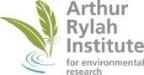 Arthur
Rylah
Institute
for environmental
research